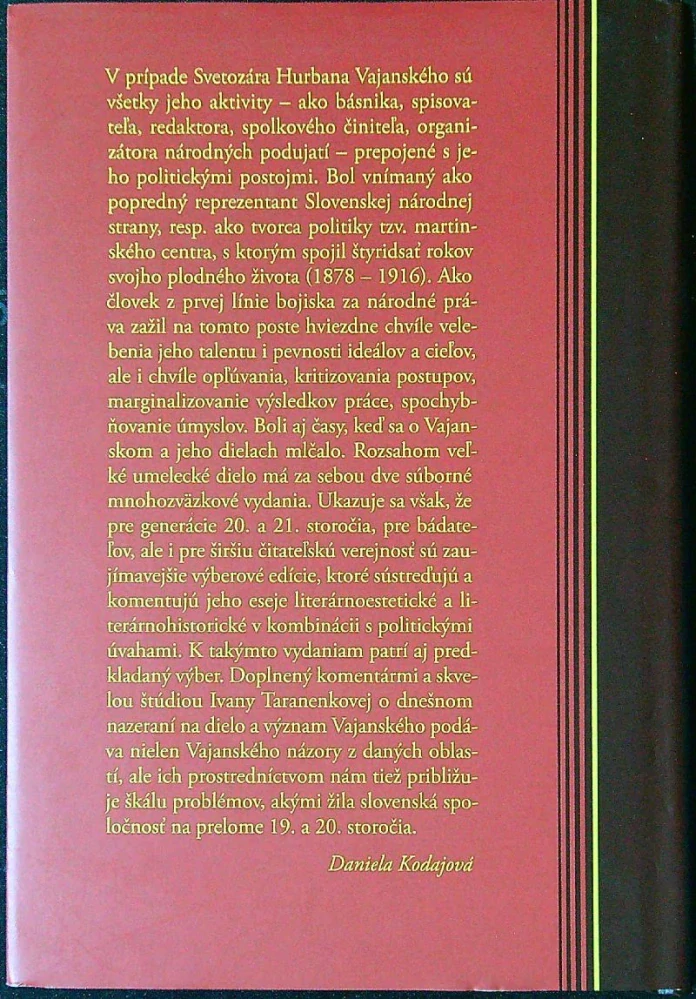 V prípade Svetozára Hurbana Vajanského sú
všetky jeho aktivity – ako básnika, spisova-
teľa, redaktora, spolkového činiteľa, organi-
zátora národných podujatí – prepojené s je-
ho politickými postojmi. Bol vnímaný ako
popredný reprezentant Slovenskej národnej
strany, resp. ako tvorca politiky tzv. martin-
ského centra, s ktorým spojil štyridsať rokov
svojho plodného života (1878 – 1916). Ako
človek z prvej línie bojiska za národné prá-
va zažil na tomto poste hviezdne chvíle vele-
benia jeho talentu i pevnosti ideálov a cieľov,
ale i chvíle opľúvania, kritizovania postupov,
marginalizovanie výsledkov práce, spochyb-
ňovanie úmyslov. Boli aj časy, keď sa o Vajan-
skom a jeho dielach mlčalo. Rozsahom veľ-
ké umelecké dielo má za sebou dve súborné
mnohozväzkové vydania. Ukazuje sa však, že
pre generácie 20. a 21. storočia, pre bádate-
ľov, ale i pre širšiu čitateľskú verejnosť sú zau-
jímavejšie výberové edície, ktoré sústreďujú a
komentujú jeho eseje literárnoestetické a li-
terárnohistorické v kombinácii s politickými
úvahami. K takýmto vydaniam patrí aj pred-
kladaný výber. Doplnený komentármi a skve-
lou štúdiou Ivany Taranenkovej o dnešnom
nazeraní na dielo a význam Vajanského podá-
va nielen Vajanského názory z daných oblas-
tí, ale ich prostredníctvom nám tiež približu-
je škálu problémov, akými žila slovenská spo-
ločnosť na prelome 19. a 20. storočia.
Daniela Kodajová